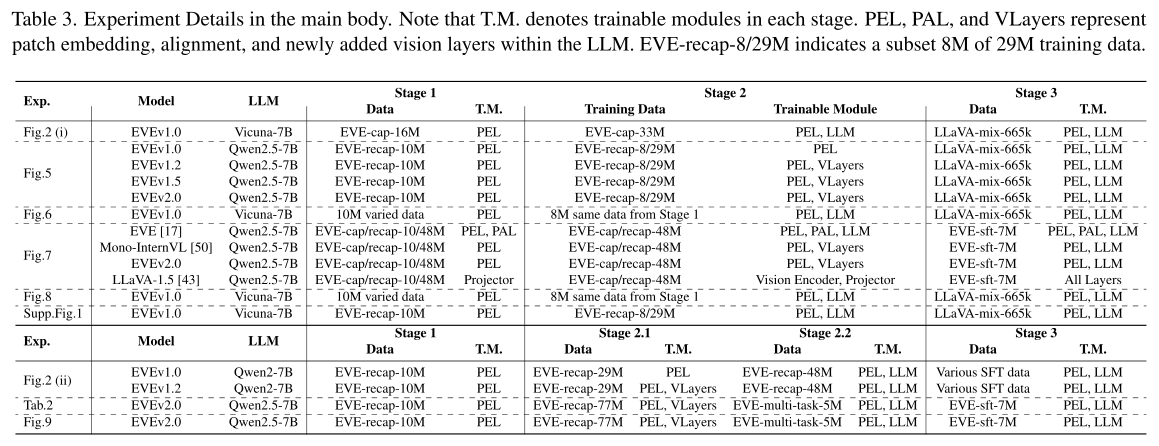 Table 3. Experiment Details in the main body. Note that T.M. denotes trainable modules in each stage. PEL, PAL, and VLayers represent
patch embedding, alignment, and newly added vision layers within the LLM. EVE-recap-8/29M indicates a subset 8M of 29M training data.
Exp. Model LLM Stage 1 Stage 2 Stage 3
Data T.M. Training Data Trainable Module Data T.M.
Fig.2 (i) EVEv1.0 Vicuna-7B EVE-cap-16M PEL EVE-cap-33M PEL, LLM LLaVA-mix-665k PEL, LLM
Fig.5 EVEv1.0 Qwen2.5-7B EVE-recap-10M PEL EVE-recap-8/29M PEL LLaVA-mix-665k PEL, LLM
EVEv1.2 Qwen2.5-7B EVE-recap-10M PEL EVE-recap-8/29M PEL, VLayers LLaVA-mix-665k PEL, LLM
EVEv1.5 Qwen2.5-7B EVE-recap-10M PEL EVE-recap-8/29M PEL, VLayers LLaVA-mix-665k PEL, LLM
EVEv2.0 Qwen2.5-7B EVE-recap-10M PEL EVE-recap-8/29M PEL, VLayers LLaVA-mix-665k PEL, LLM
Fig.6 EVEv1.0 Vicuna-7B 10M varied data PEL 8M same data from Stage 1 PEL, LLM LLaVA-mix-665k PEL, LLM
Fig.7 EVE [17] Qwen2.5-7B EVE-cap/recap-10/48M PEL, PAL EVE-cap/recap-48M PEL, PAL, LLM EVE-sft-7M PEL, PAL, LLM
Mono-InternVL [50] Qwen2.5-7B EVE-cap/recap-10/48M PEL EVE-cap/recap-48M PEL, VLayers EVE-sft-7M PEL, LLM
EVEv2.0 Qwen2.5-7B EVE-cap/recap-10/48M PEL EVE-cap/recap-48M PEL, VLayers EVE-sft-7M PEL, LLM
LLaVA-1.5 [43] Qwen2.5-7B EVE-cap/recap-10/48M Projector EVE-cap/recap-48M Vision Encoder, Projector EVE-sft-7M All Layers
Fig.8 EVEv1.0 Vicuna-7B 10M varied data PEL 8M same data from Stage 1 PEL, LLM LLaVA-mix-665k PEL, LLM
Supp.Fig.1 EVEv1.0 Vicuna-7B EVE-recap-10M PEL EVE-recap-8/29M PEL, LLM LLaVA-mix-665k PEL, LLM
Exp. Model LLM Stage 1 Stage 2.1 Stage 2.2 Stage 3
Data T.M. Data T.M. Data T.M. Data T.M.
Fig.2 (ii) EVEv1.0 Qwen2-7B EVE-recap-10M PEL EVE-recap-29M PEL EVE-recap-48M PEL, LLM Various SFT data PEL, LLM
EVEv1.2 Qwen2-7B EVE-recap-10M PEL EVE-recap-29M PEL, VLayers EVE-recap-48M PEL, LLM Various SFT data PEL, LLM
Tab.2 EVEv2.0 Qwen2.5-7B EVE-recap-10M PEL EVE-recap-77M PEL, VLayers EVE-multi-task-5M PEL, LLM EVE-sft-7M PEL, LLM
Fig.9 EVEv2.0 Qwen2.5-7B EVE-recap-10M PEL EVE-recap-77M PEL, VLayers EVE-multi-task-5M PEL, LLM EVE-sft-7M PEL, LLM